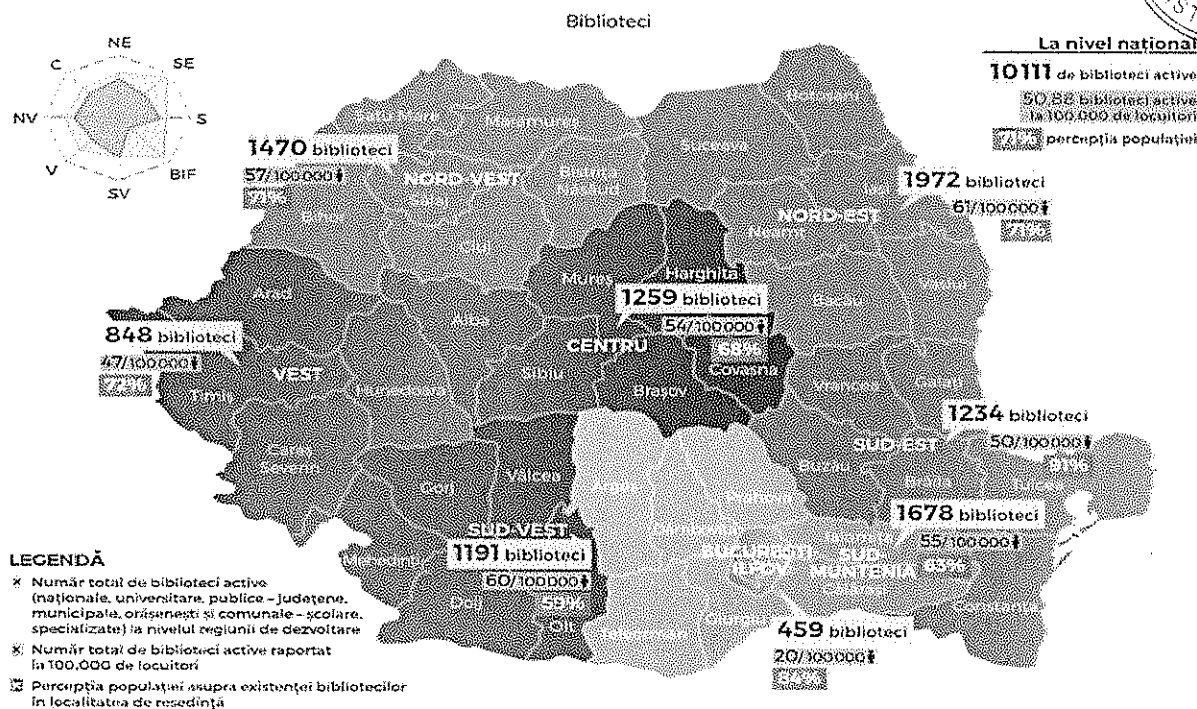 Biblioteci
La nivel național
10111 de biblioteci active
50,88 biblioteci active
la 100.000 de locuitori
71% percepția populației
NE
SE
S
BIF
SV
V
NV
C
1470 biblioteci
57/100000
71%
NORD-VEST
Satu Mare
Maramureș
Bistrița
Năsăud
Sălaj
Bihor
Cluj
1972 biblioteci
61/100000
71%
NORD-EST
Botoșani
Suceava
Iași
Neamț
Bacău
Vaslui
1259 biblioteci
54/100000
68%
CENTRU
Mureș
Harghita
Alba
Sibiu
Brașov
Covasna
848 biblioteci
47/100000
72%
VEST
Arad
Timiș
Hunedoara
Caraș
Severin
1234 biblioteci
50/100000
SUD-EST
Vrancea
Galați
Buzău
Brăila
Tulcea
Constanța
1191 biblioteci
60/100000
59%
SUD-VEST
Gorj
Vâlcea
Mehedinți
Dolj
Olt
1678 biblioteci
55/100000
SUD-
MUNTENIA
Argeș
Prahova
Dâmbovița
Teleorman
Giurgiu
BUCUREȘTI
ILFOV
459 biblioteci
20/100000
LEGENDĂ
Număr total de biblioteci active
(naționale, universitare, publice – județene,
municipale, orășenești și comunale – școlare,
specializate) la nivelul regiunii de dezvoltare
Număr total de biblioteci active raportat
la 100.000 de locuitori
Percepția populației asupra existenței bibliotecilor
în localitatea de reședință